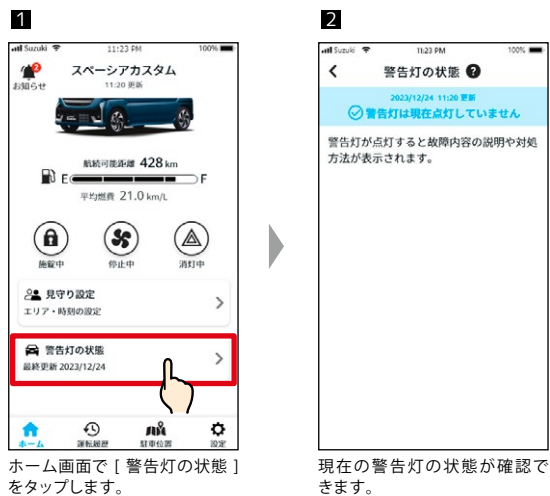 1
Suzuki 11:23 PM 100%
2
お知らせ
スペーシアカスタム
11:20 更新
航続可能距離 428 km
E F
平均燃費 21.0 km/L
施錠中 停止中 消灯中
見守り設定
エリア・時刻の設定
警告灯の状態
最終更新 2023/12/24
ホーム 運転履歴 駐車位置 設定
ホーム画面で [ 警告灯の状態 ]
をタップします。
2
Suzuki 11:23 PM 100%
警告灯の状態 ?
2023/12/24 11:20 更新
警告灯は現在点灯していません
警告灯が点灯すると故障内容の説明や対処
方法が表示されます。
現在の警告灯の状態が確認で
きます。